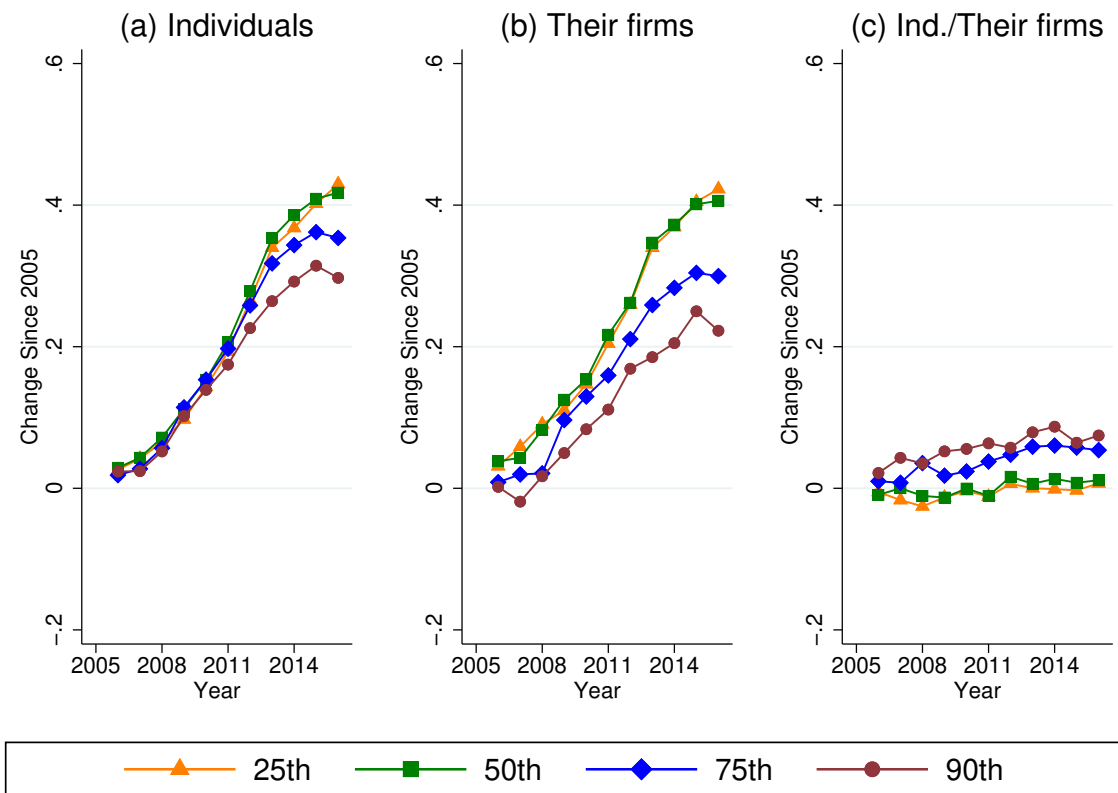 (a) Individuals
.6
.4
.2
0
-.2
Change Since 2005
2005 2008 2011 2014
Year
(b) Their firms
.6
.4
.2
0
-.2
Change Since 2005
2005 2008 2011 2014
Year
(c) Ind./Their firms
.6
.4
.2
0
-.2
Change Since 2005
2005 2008 2011 2014
Year
25th 50th 75th 90th